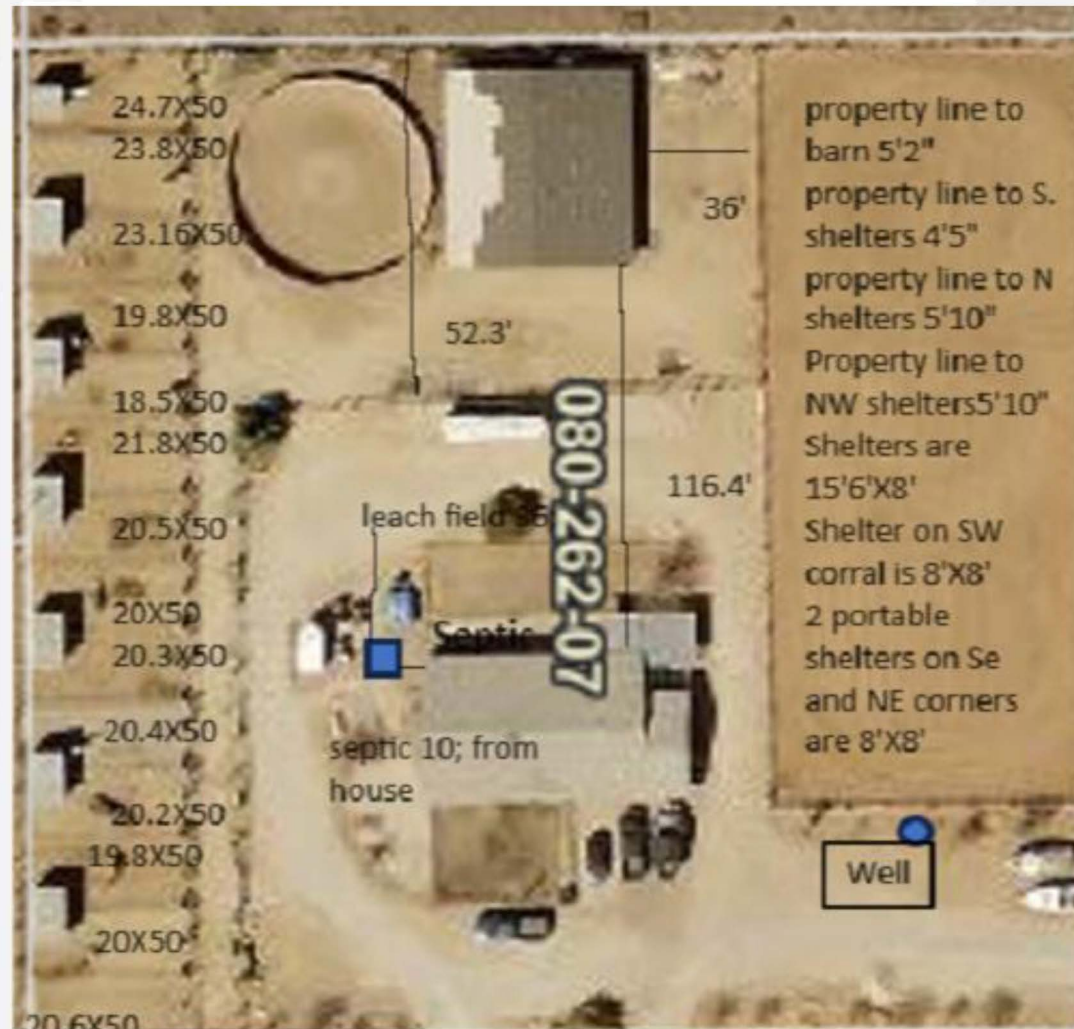 24.7X50
23.8X50
23.16X50
19.8X50
18.5X50
21.8X50
20.5X50
20X50
20.3X50
20.4X50
20.2X50
19.8X50
20X50
20.6X50
36'
52.3'
116.4'
leach field
080-262-07
Septic
septic 10; from
house
property line to
barn 5'2"
property line to S.
shelters 4'5"
property line to N
shelters 5'10"
Property line to
NW shelters5'10"
Shelters are
15'6'X8'
Shelter on SW
corral is 8'X8'
2 portable
shelters on Se
and NE corners
are 8'X8'
Well